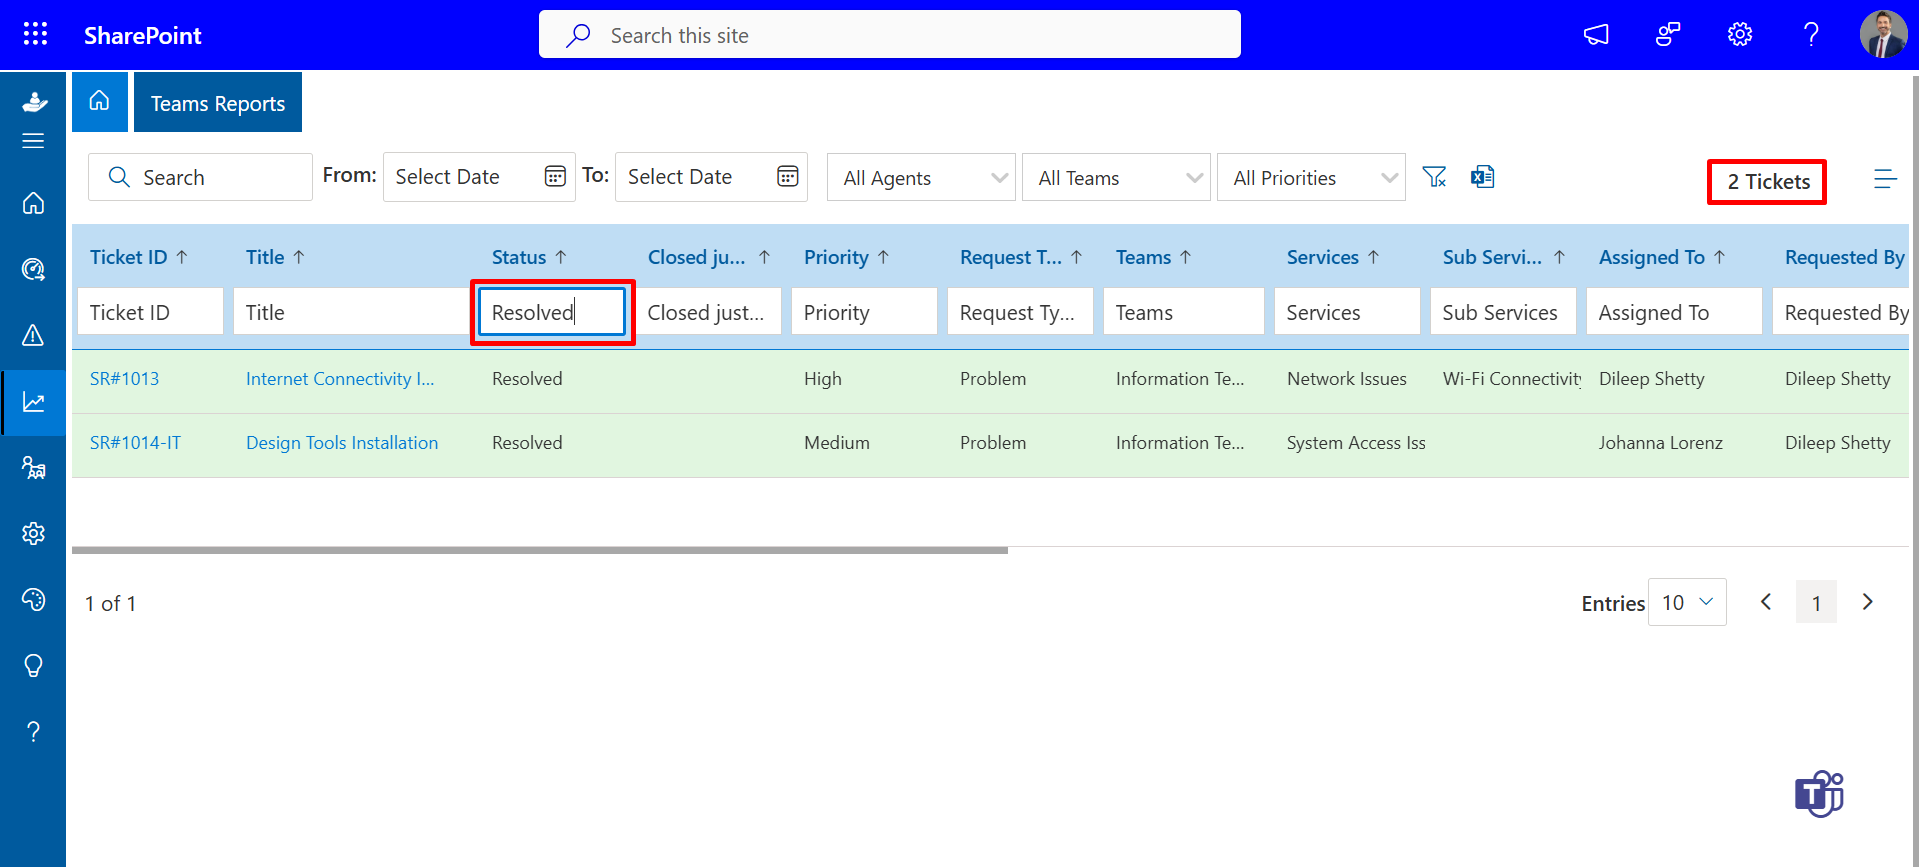 SharePoint
Search this site
Teams Reports
Search From: Select Date To: Select Date All Agents All Teams All Priorities 2 Tickets
Ticket ID ↑ Title ↑ Status ↑ Closed ju... ↑ Priority ↑ Request T... ↑ Teams ↑ Services ↑ Sub Servi... ↑ Assigned To ↑ Requested By
Ticket ID Title Resolved Closed just... Priority Request Ty... Teams Services Sub Services Assigned To Requested By
SR#1013 Internet Connectivity I... Resolved High Problem Information Te... Network Issues Wi-Fi Connectivity Dileep Shetty Dileep Shetty
SR#1014-IT Design Tools Installation Resolved Medium Problem Information Te... System Access Iss Johanna Lorenz Dileep Shetty
1 of 1 Entries 10 1
T